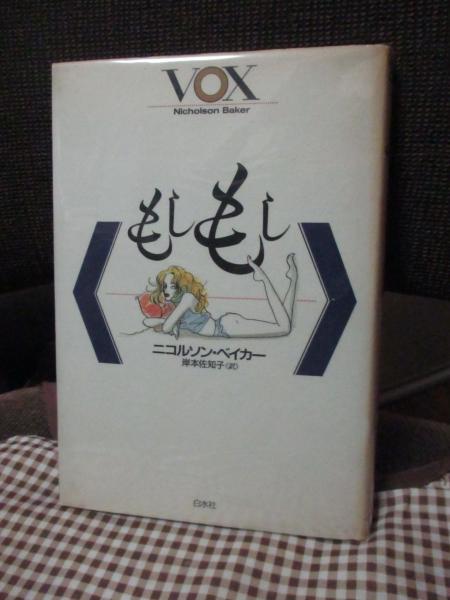 VOX
Nicholson Baker
もしもし
ニコルソン・ベイカー
岸本佐知子〈訳〉
白水社